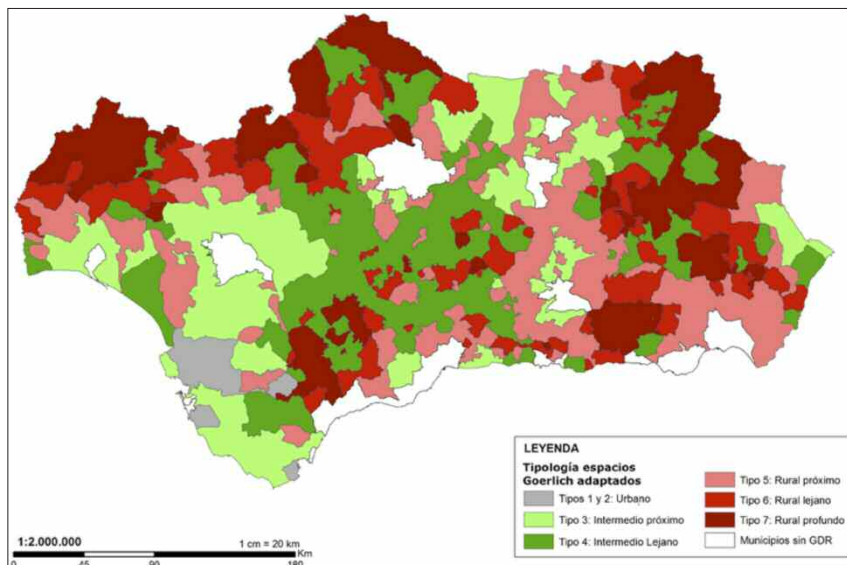 LEYENDA
Tipología espacios
Goerlich adaptados
Tipos 1 y 2: Urbano
Tipo 3: Intermedio próximo
Tipo 4: Intermedio Lejano
Tipo 5: Rural próximo
Tipo 6: Rural lejano
Tipo 7: Rural profundo
Municipios sin GDR
1:2.000.000
1 cm = 20 km
Km
0 45 90 180